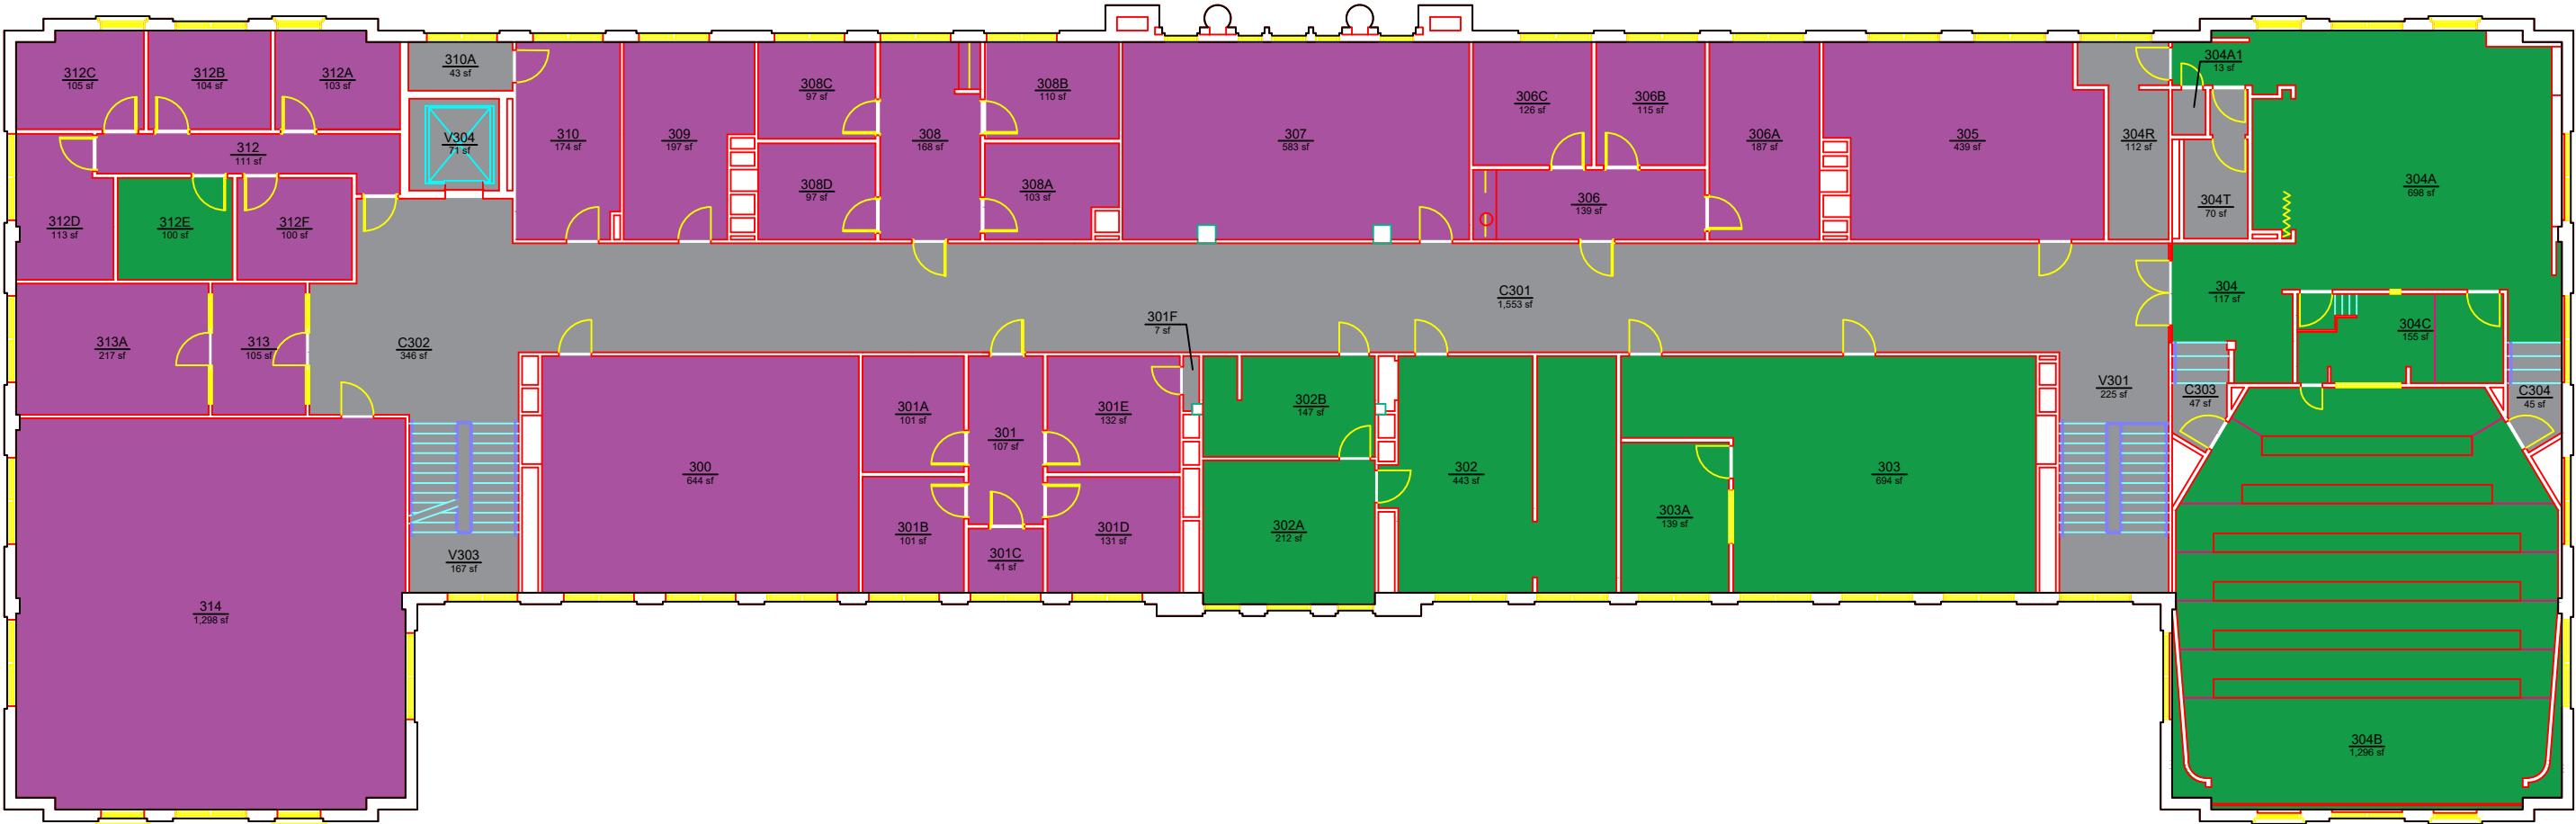 312C
105 sf
312B
104 sf
312A
103 sf
310A
43 sf
V304
71 sf
310
174 sf
309
197 sf
308C
97 sf
308
168 sf
308B
110 sf
307
583 sf
306C
126 sf
306B
115 sf
306A
187 sf
305
439 sf
304R
112 sf
304A1
13 sf
304T
70 sf
304A
698 sf
312
111 sf
312D
113 sf
312E
100 sf
312F
100 sf
308D
97 sf
308A
103 sf
306
139 sf
C301
1,553 sf
304
117 sf
304C
155 sf
301F
7 sf
313A
217 sf
313
105 sf
C302
346 sf
V301
225 sf
C303
47 sf
C304
45 sf
301A
101 sf
301
107 sf
301E
132 sf
302B
147 sf
300
644 sf
302
443 sf
303
694 sf
301B
101 sf
301C
41 sf
301D
131 sf
302A
212 sf
303A
139 sf
V303
167 sf
314
1,298 sf
304B
1,296 sf